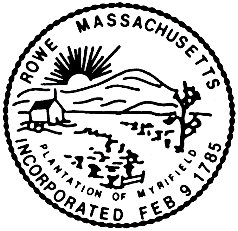 ROWE MASSACHUSETTS
PLANTATION OF MYRIFIELD
INCORPORATED FEB 9, 1785